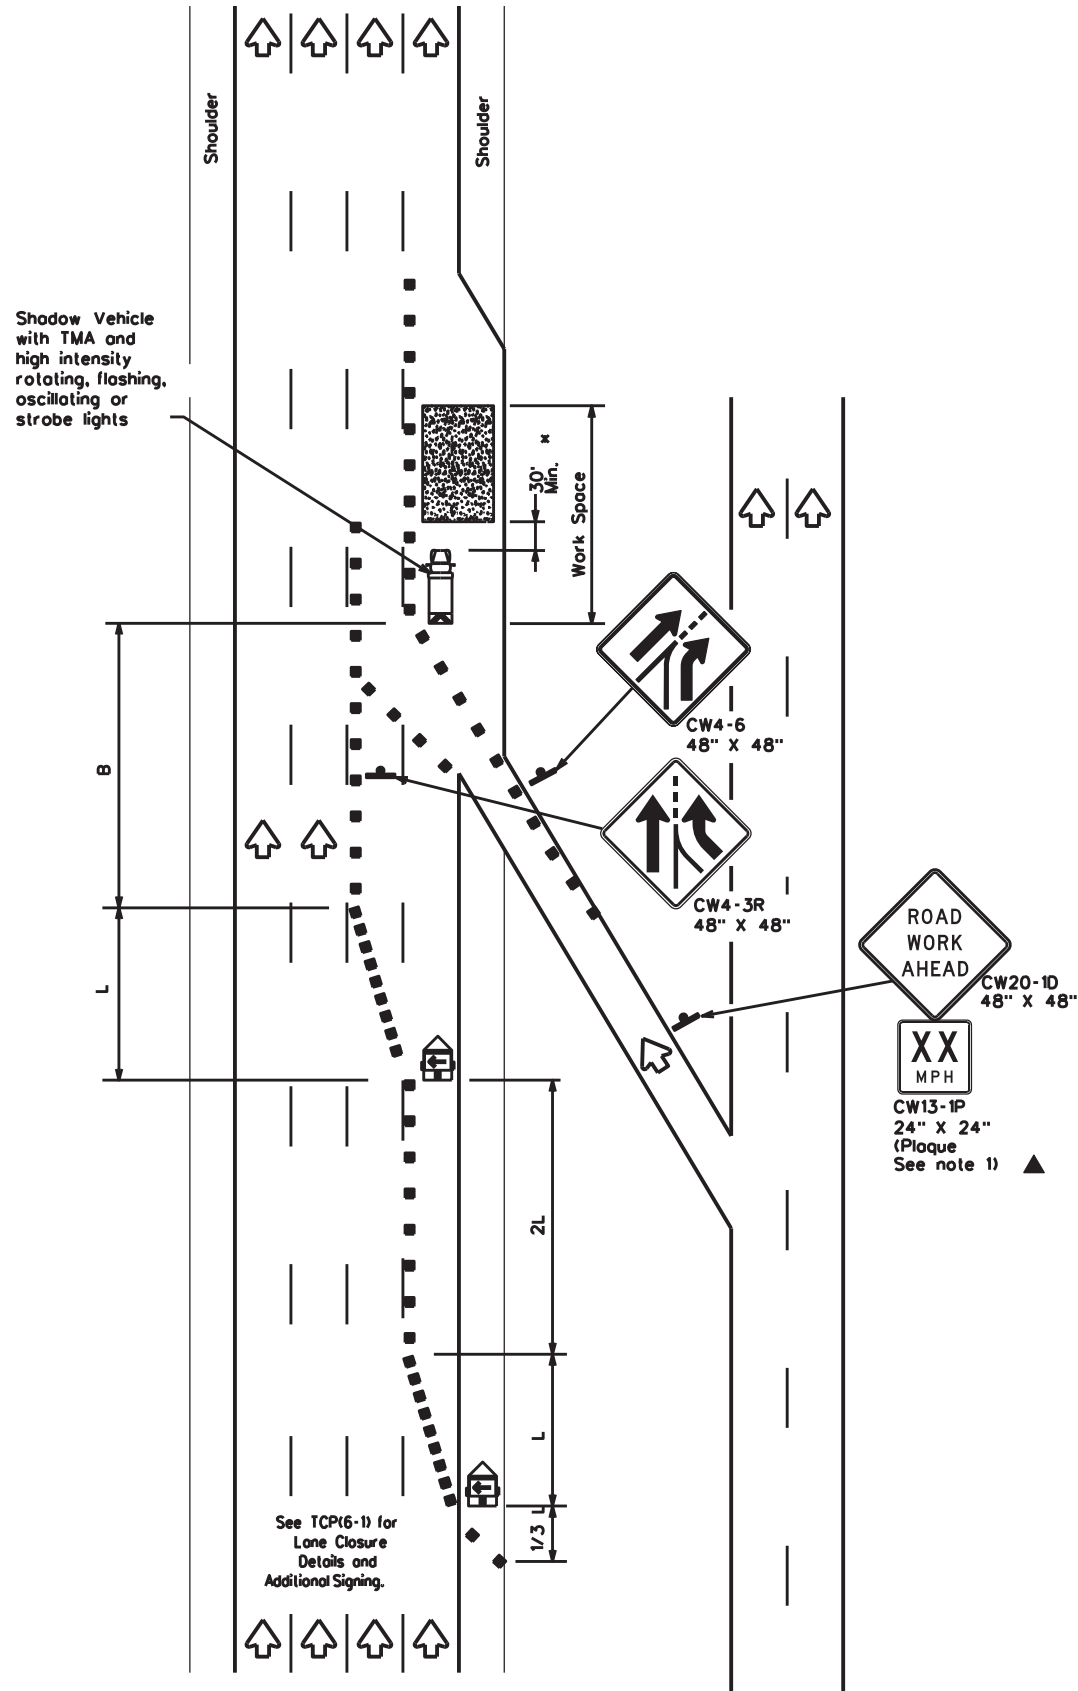 Shoulder
Shoulder
Shadow Vehicle
with TMA and
high intensity
rotating, flashing,
oscillating or
strobe lights
30'
Min.
x
Work Space
CW4-6
48" X 48"
B
CW4-3R
48" X 48"
ROAD
WORK
AHEAD
CW20-1D
48" X 48"
L
XX
MPH
CW13-1P
24" X 24"
(Plaque
See note 1)
2L
L
1/3 L
See TCP(6-1) for
Lane Closure
Details and
Additional Signing.